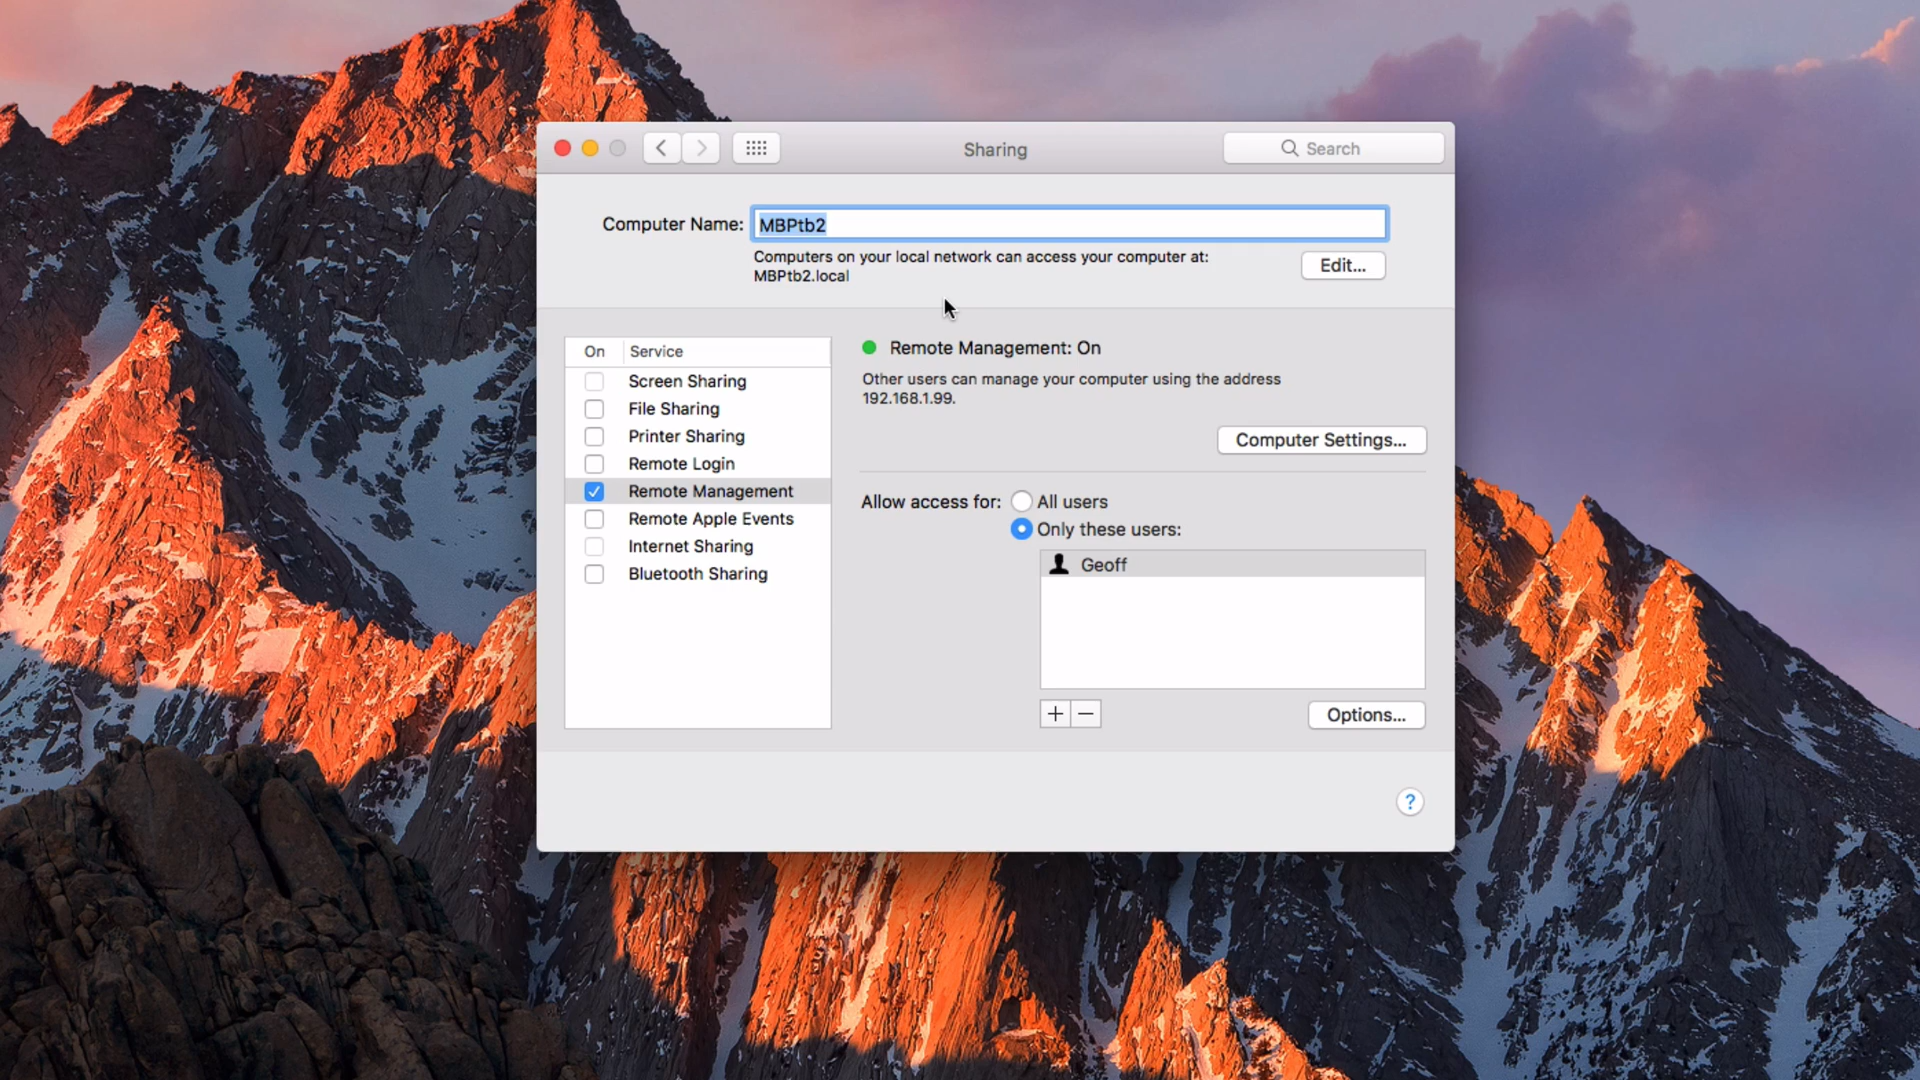 Sharing
Search
Computer Name: MBPtb2
Computers on your local network can access your computer at:
MBPtb2.local
Edit...
On Service
Screen Sharing
File Sharing
Printer Sharing
Remote Login
Remote Management
Remote Apple Events
Internet Sharing
Bluetooth Sharing
Remote Management: On
Other users can manage your computer using the address
192.168.1.99.
Computer Settings...
Allow access for: All users
Only these users:
Geoff
+ −
Options...
?